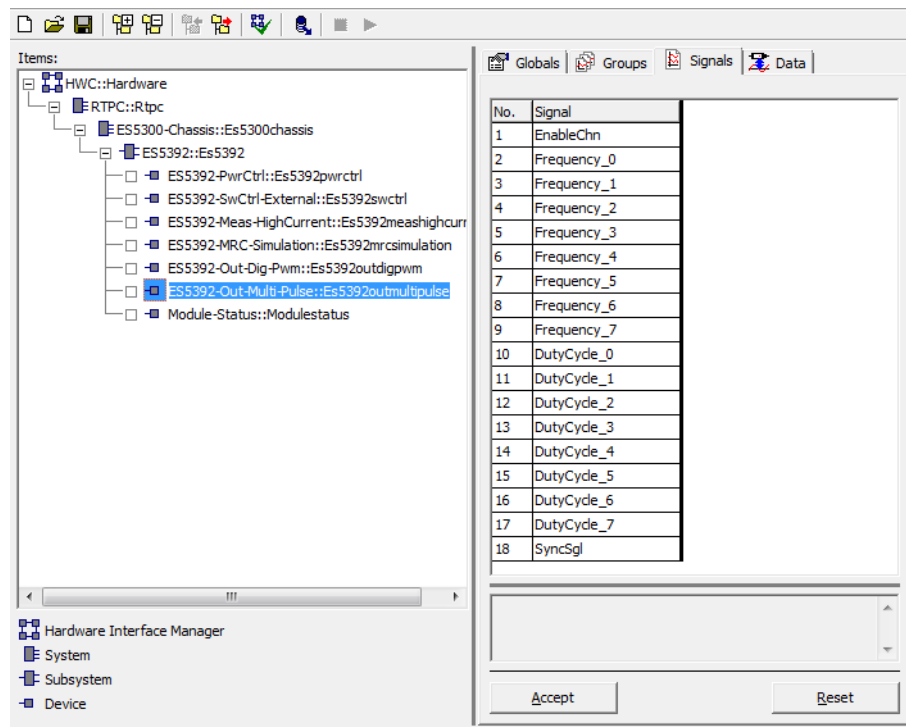 Items:
HWC::Hardware
RTPC::Rtpc
ES5300-Chassis::Es5300chassis
ES5392::Es5392
ES5392-PwrCtrl::Es5392pwrctrl
ES5392-SwCtrl-External::Es5392swctrl
ES5392-Meas-HighCurrent::Es5392meashighcurr
ES5392-MRC-Simulation::Es5392mrcsimulation
ES5392-Out-Dig-Pwm::Es5392outdigpwm
ES5392-Out-Multi-Pulse::Es5392outmultipulse
Module-Status::Modulestatus
Hardware Interface Manager
System
Subsystem
Device
Globals Groups Signals Data
No. Signal
1 EnableChn
2 Frequency_0
3 Frequency_1
4 Frequency_2
5 Frequency_3
6 Frequency_4
7 Frequency_5
8 Frequency_6
9 Frequency_7
10 DutyCycle_0
11 DutyCycle_1
12 DutyCycle_2
13 DutyCycle_3
14 DutyCycle_4
15 DutyCycle_5
16 DutyCycle_6
17 DutyCycle_7
18 SyncSgl
Accept Reset